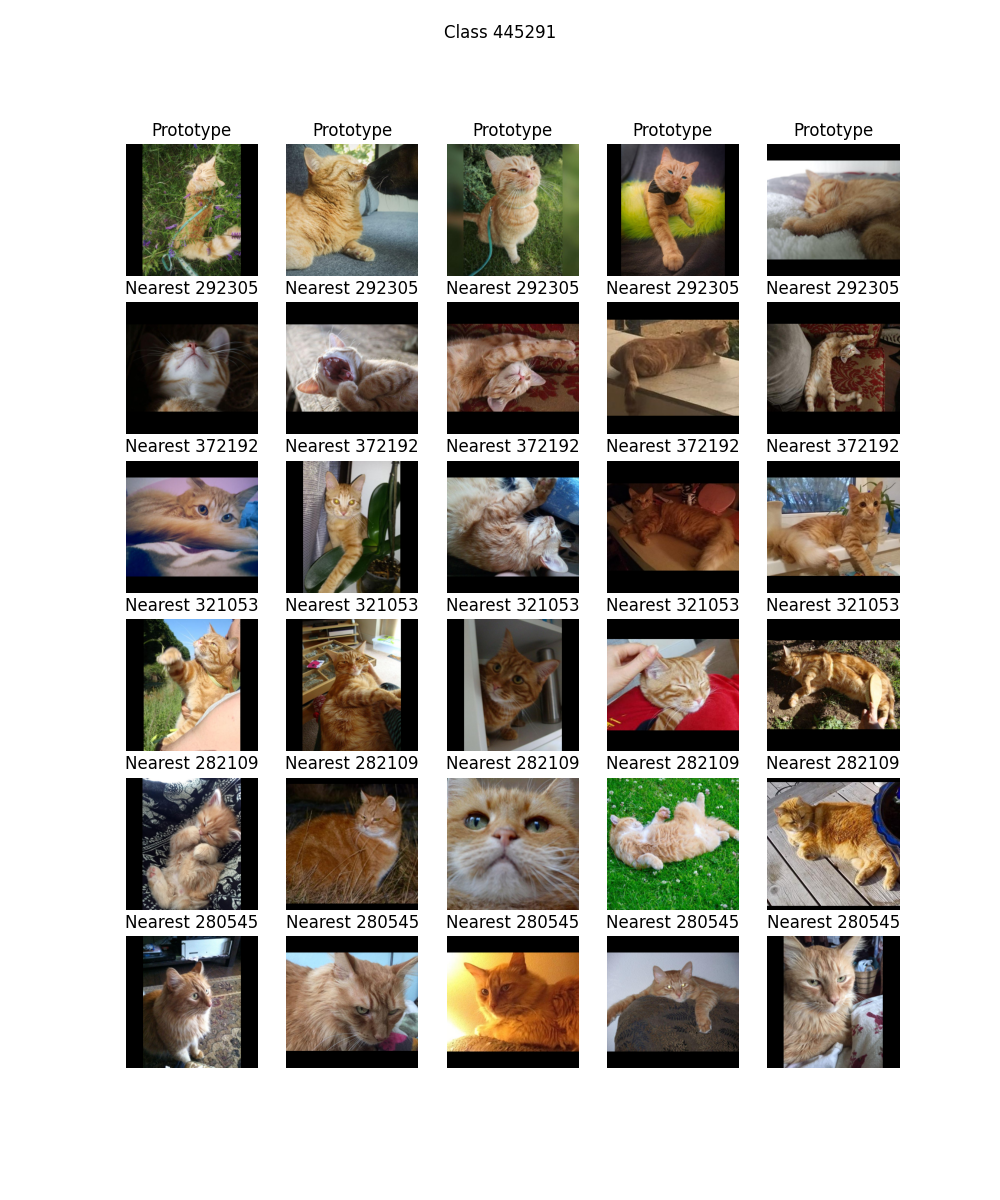 Class 445291
Prototype Prototype Prototype Prototype Prototype
Nearest 292305 Nearest 292305 Nearest 292305 Nearest 292305 Nearest 292305
Nearest 372192 Nearest 372192 Nearest 372192 Nearest 372192 Nearest 372192
Nearest 321053 Nearest 321053 Nearest 321053 Nearest 321053 Nearest 321053
Nearest 282109 Nearest 282109 Nearest 282109 Nearest 282109 Nearest 282109
Nearest 280545 Nearest 280545 Nearest 280545 Nearest 280545 Nearest 280545